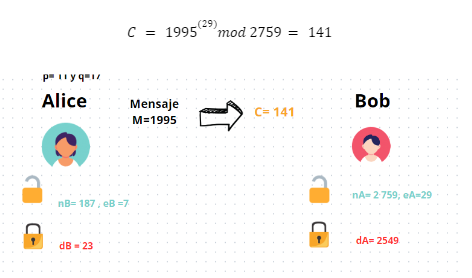 C = 1995^(29) mod 2759 = 141
p= 11 y q=17
Alice
Mensaje
M=1995
C= 141
Bob
nB= 187 , eB =7
nA= 2 759; eA=29
dB = 23
dA= 2549